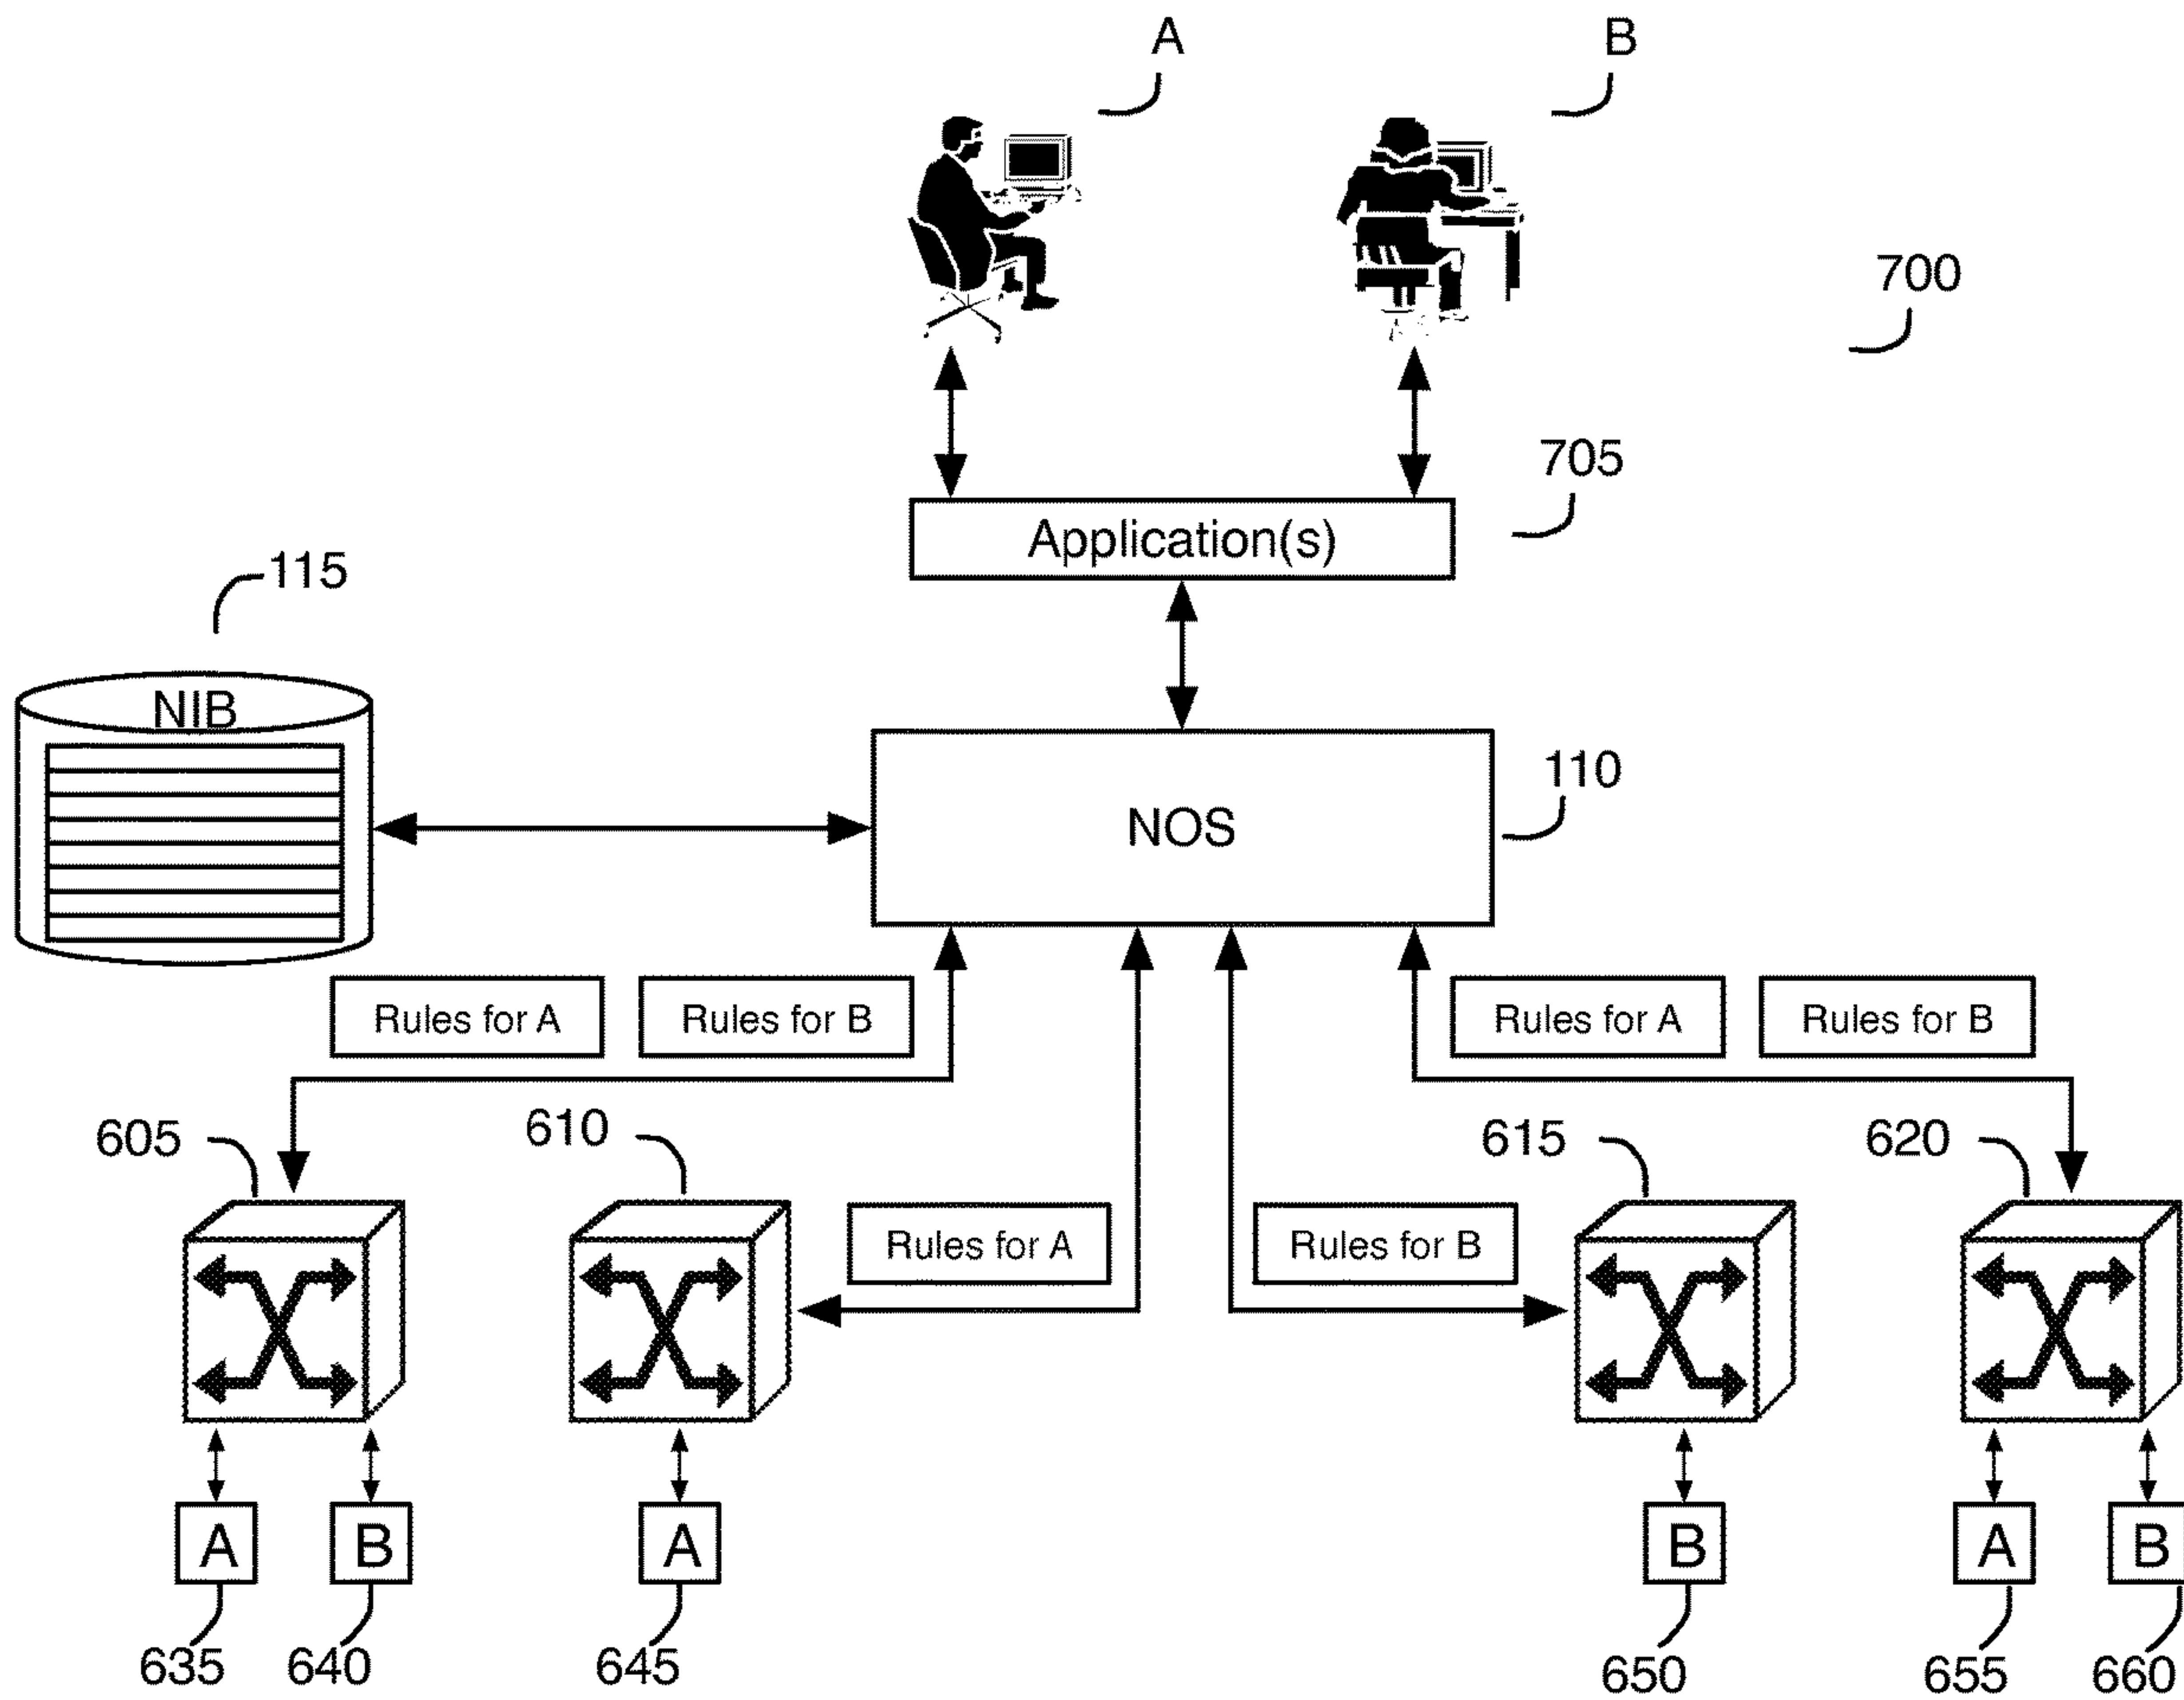 A
B
700
705
Application(s)
115
NIB
110
NOS
Rules for A
Rules for B
Rules for A
Rules for B
605
610
615
620
Rules for A
Rules for B
A
B
A
B
A
B
635
640
645
650
655
660